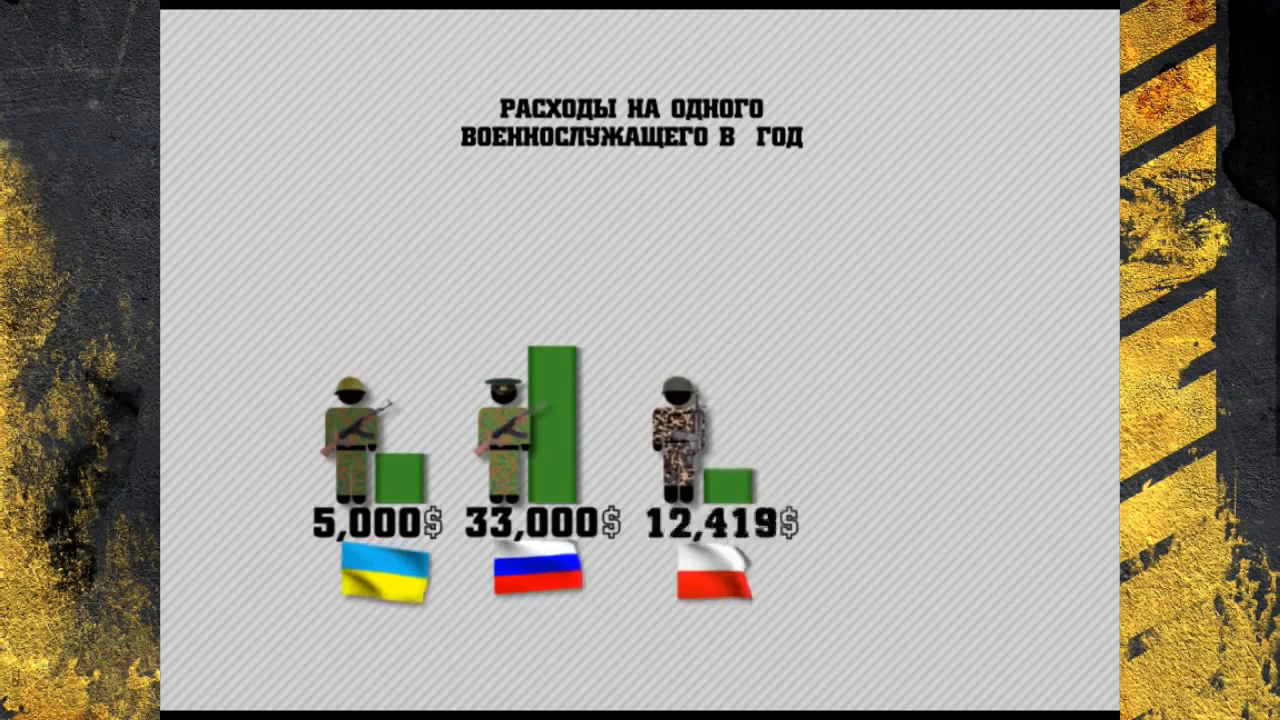 РАСХОДЫ НА ОДНОГО
ВОЕННОСЛУЖАЩЕГО В ГОД
5,000$ 33,000$ 12,419$